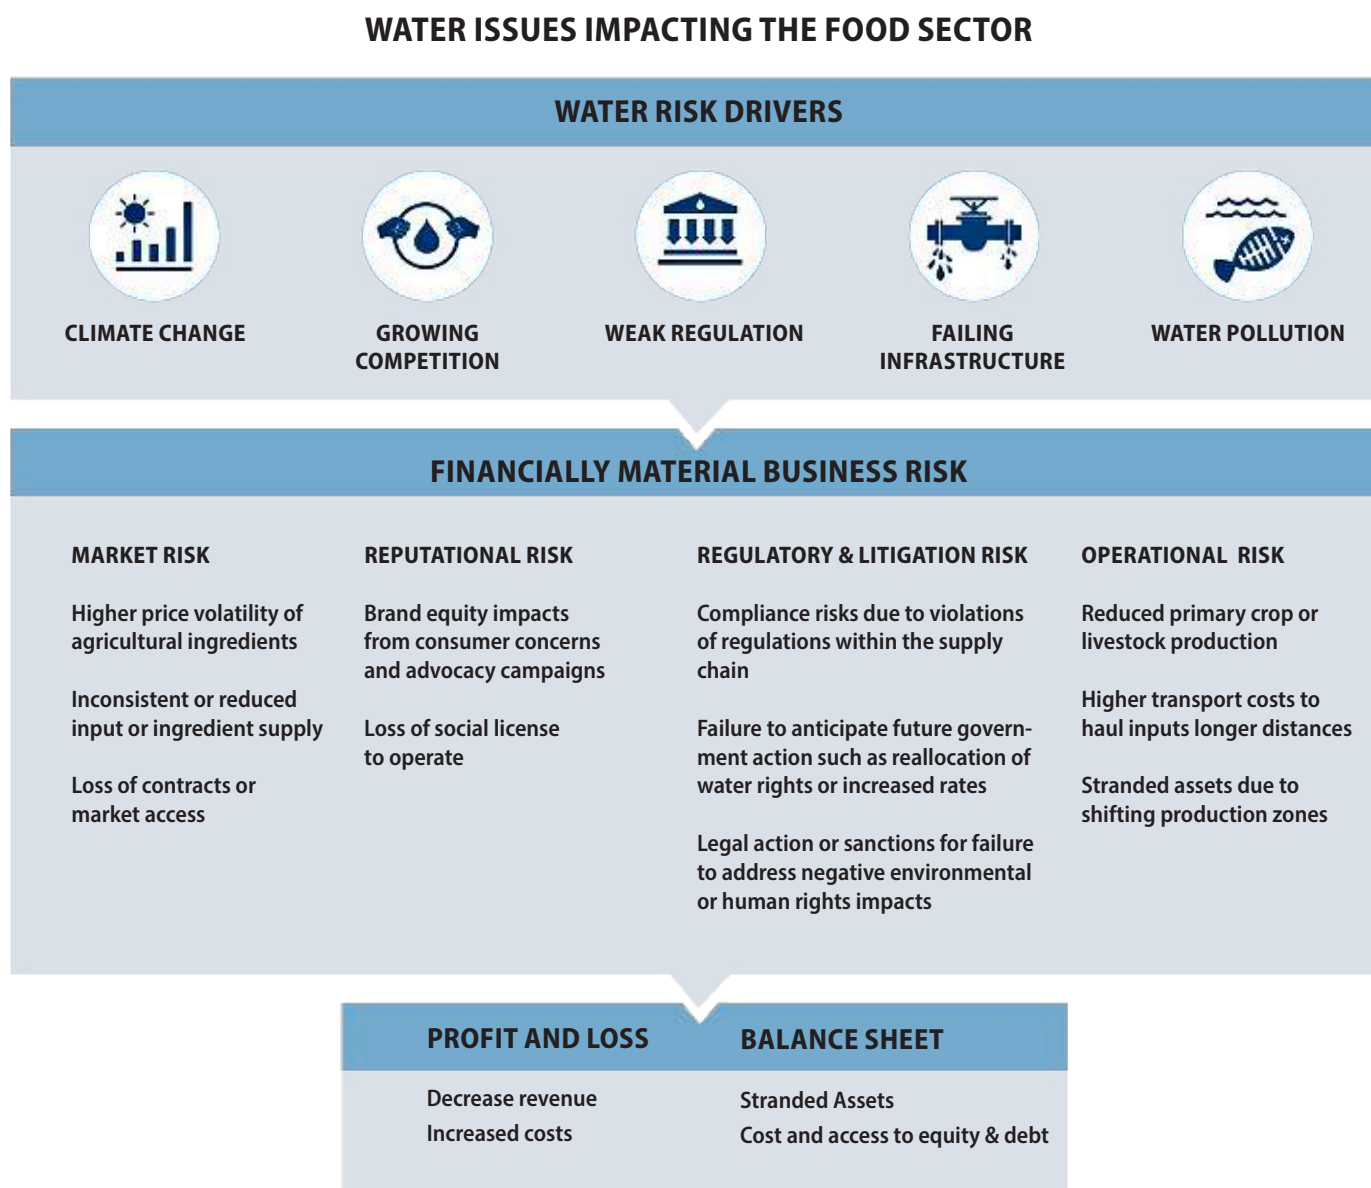 WATER ISSUES IMPACTING THE FOOD SECTOR
WATER RISK DRIVERS
CLIMATE CHANGE
GROWING
COMPETITION
WEAK REGULATION
FAILING
INFRASTRUCTURE
WATER POLLUTION
FINANCIALLY MATERIAL BUSINESS RISK
MARKET RISK
Higher price volatility of
agricultural ingredients
Inconsistent or reduced
input or ingredient supply
Loss of contracts or
market access
REPUTATIONAL RISK
Brand equity impacts
from consumer concerns
and advocacy campaigns
Loss of social license
to operate
REGULATORY & LITIGATION RISK
Compliance risks due to violations
of regulations within the supply
chain
Failure to anticipate future govern-
ment action such as reallocation of
water rights or increased rates
Legal action or sanctions for failure
to address negative environmental
or human rights impacts
OPERATIONAL RISK
Reduced primary crop or
livestock production
Higher transport costs to
haul inputs longer distances
Stranded assets due to
shifting production zones
PROFIT AND LOSS
Decrease revenue
Increased costs
BALANCE SHEET
Stranded Assets
Cost and access to equity & debt